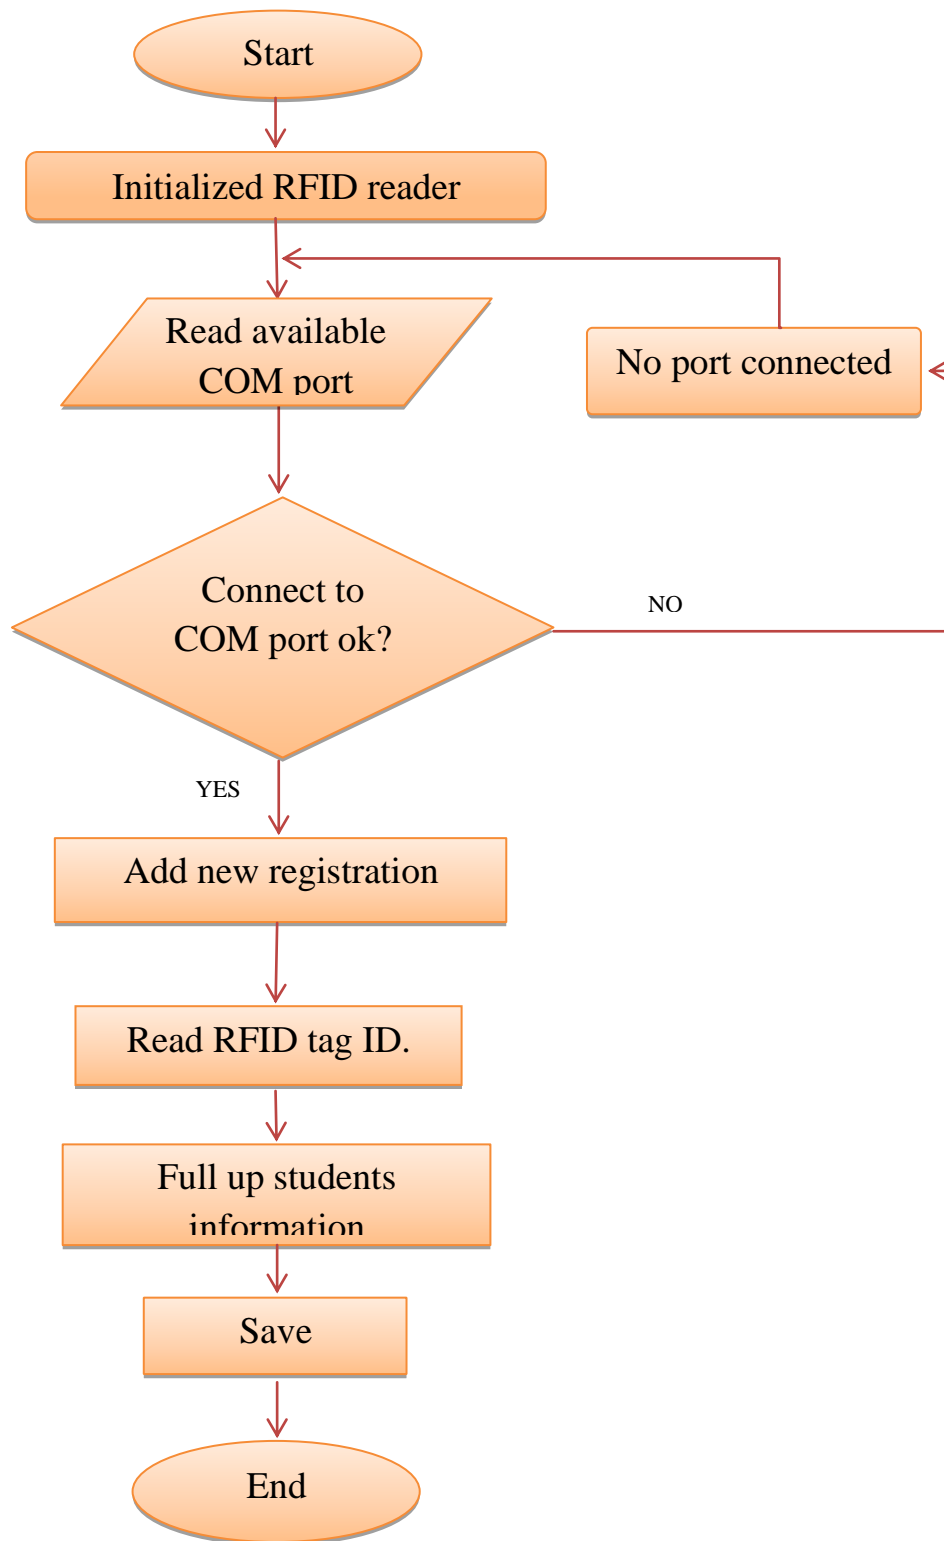 Start
Initialized RFID reader
Read available
COM port
No port connected
Connect to
COM port ok?
NO
YES
Add new registration
Read RFID tag ID.
Full up students
information
Save
End